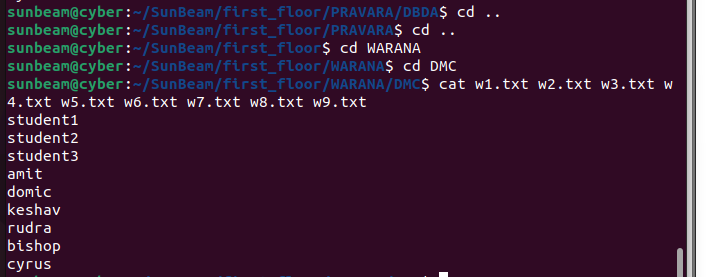 sunbeam@cyber:~/SunBeam/first_floor/PRAVARA/DBDA$ cd ..
sunbeam@cyber:~/SunBeam/first_floor/PRAVARA$ cd ..
sunbeam@cyber:~/SunBeam/first_floor$ cd WARANA
sunbeam@cyber:~/SunBeam/first_floor/WARANA$ cd DMC
sunbeam@cyber:~/SunBeam/first_floor/WARANA/DMC$ cat w1.txt w2.txt w3.txt w
4.txt w5.txt w6.txt w7.txt w8.txt w9.txt
student1
student2
student3
amit
domic
keshav
rudra
bishop
cyrus